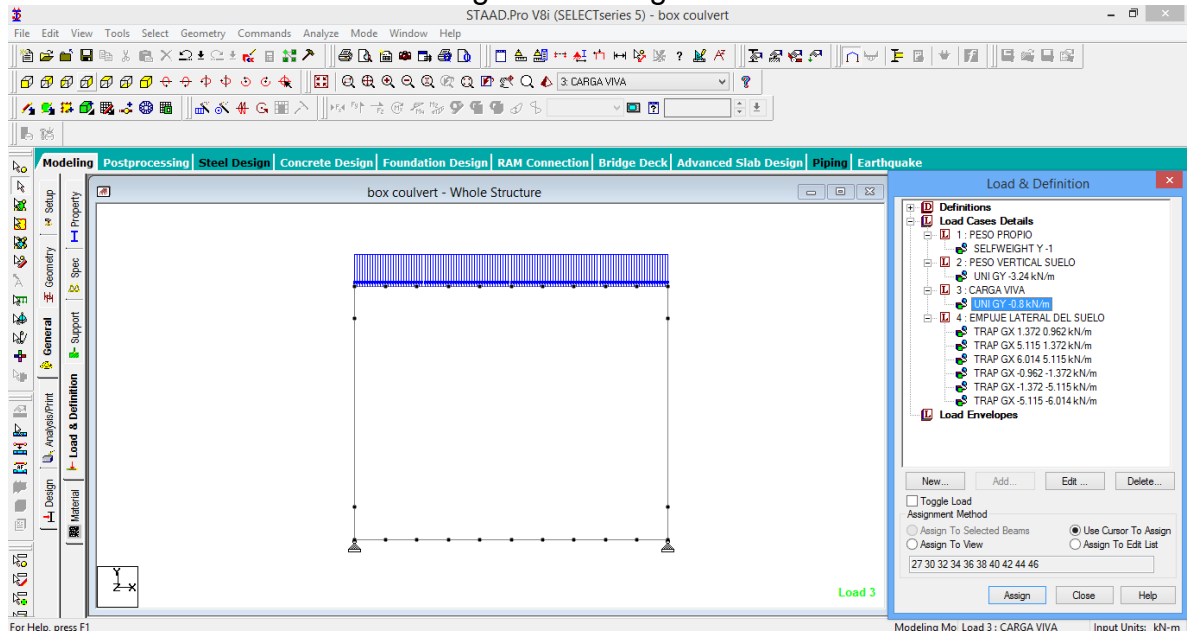 STAAD.Pro V8i (SELECTseries 5) - box coulvert
File Edit View Tools Select Geometry Commands Analyze Mode Window Help
3: CARGA VIVA
Modeling Postprocessing Steel Design Concrete Design Foundation Design RAM Connection Bridge Deck Advanced Slab Design Piping Earthquake
Setup
Geometry
General
Analysis/Print
Design
Property
Spec
Support
Load & Definition
Material
box coulvert - Whole Structure
Y
Z X
Load 3
Load & Definition
Definitions
Load Cases Details
1 : PESO PROPIO
SELFWEIGHT Y -1
2 : PESO VERTICAL SUELO
UNI GY -3.24 kN/m
3 : CARGA VIVA
UNI GY -0.8 kN/m
4 : EMPUJE LATERAL DEL SUELO
TRAP GX 1.372 0.962 kN/m
TRAP GX 5.115 1.372 kN/m
TRAP GX 6.014 5.115 kN/m
TRAP GX -0.962 -1.372 kN/m
TRAP GX -1.372 -5.115 kN/m
TRAP GX -5.115 -6.014 kN/m
Load Envelopes
New... Add... Edit ... Delete...
Toggle Load
Assignment Method
Assign To Selected Beams Use Cursor To Assign
Assign To View Assign To Edit List
27 30 32 34 36 38 40 42 44 46
Assign Close Help
For Help, press F1 Modeling Mo Load 3 : CARGA VIVA Input Units: kN-m